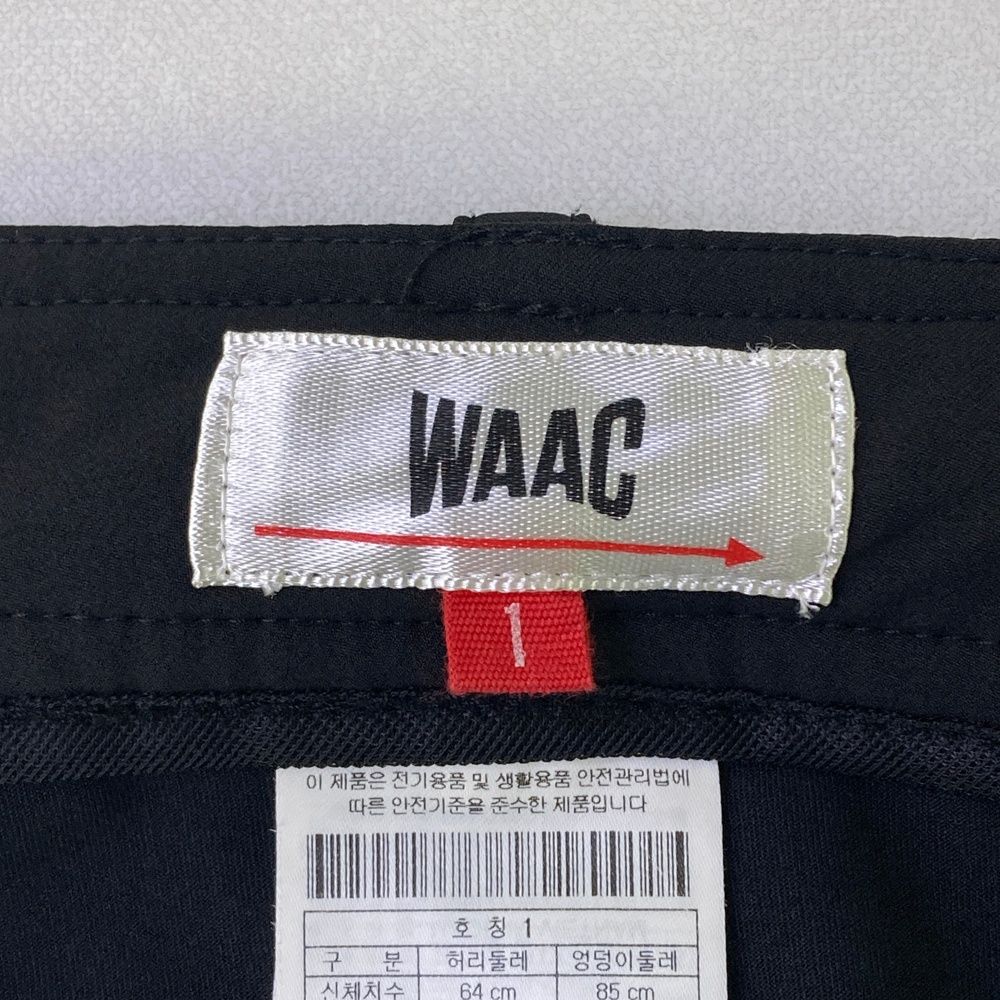 WAAC
1
이 제품은 전기용품 및 생활용품 안전관리법에
따른 안전기준을 준수한 제품입니다
호 칭 1
구 분 허리둘레 엉덩이둘레
신체치수 64 cm 85 cm